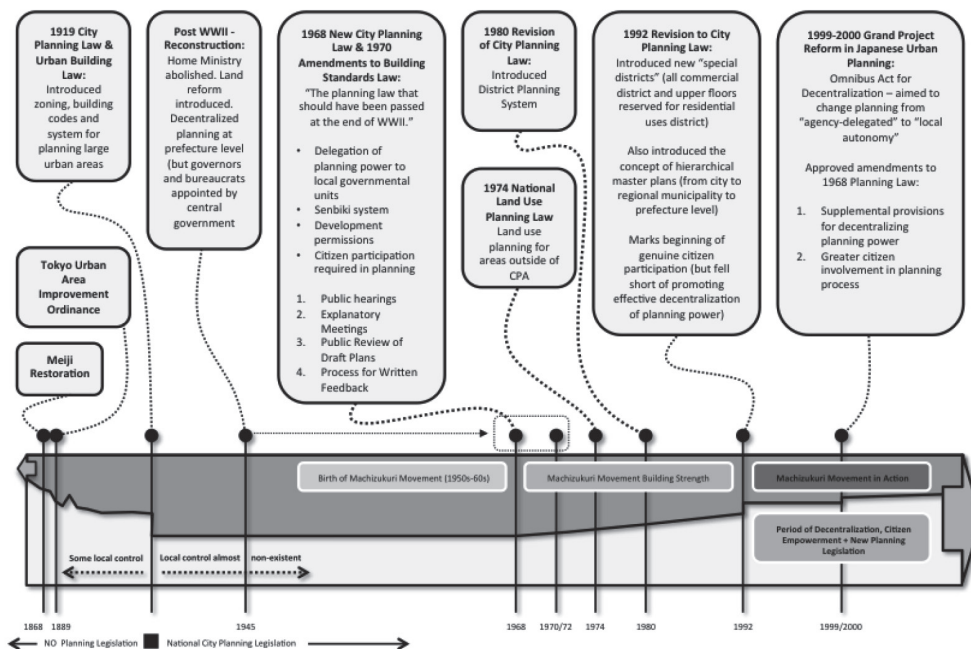 1919 City
Planning Law &
Urban Building
Law:
Introduced
zoning, building
codes and
system for
planning large
urban areas
Tokyo Urban
Area
Improvement
Ordinance
Meiji
Restoration
Post WWII -
Reconstruction:
Home Ministry
abolished. Land
reform
introduced.
Decentralized
planning at
prefecture level
(but governors
and bureaucrats
appointed by
central
government
1968 New City Planning
Law & 1970
Amendments to Building
Standards Law:
"The planning law that
should have been passed
at the end of WWII."
• Delegation of
planning power to
local governmental
units
• Senbiki system
• Development
permissions
• Citizen participation
required in planning
1. Public hearings
2. Explanatory
Meetings
3. Public Review of
Draft Plans
4. Process for Written
Feedback
1980 Revision
of City Planning
Law:
Introduced
District Planning
System
1974 National
Land Use
Planning Law
Land use
planning for
areas outside of
CPA
1992 Revision to City
Planning Law:
Introduced new "special
districts" (all commercial
district and upper floors
reserved for residential
uses district)
Also introduced the
concept of hierarchical
master plans (from city to
regional municipality to
prefecture level)
Marks beginning of
genuine citizen
participation (but fell
short of promoting
effective decentralization
of planning power)
1999-2000 Grand Project
Reform in Japanese Urban
Planning:
Omnibus Act for
Decentralization – aimed to
change planning from
"agency-delegated" to "local
autonomy"
Approved amendments to
1968 Planning Law:
1. Supplemental provisions
for decentralizing
planning power
2. Greater citizen
involvement in planning
process
Birth of Machizukuri Movement (1950s-60s)
Machizukuri Movement Building Strength
Machizukuri Movement in Action
Period of Decentralization, Citizen
Empowerment + New Planning
Legislation
Some local control
Local control almost non-existent
1868
1889
1945
1968
1970/72
1974
1980
1992
1999/2000
NO Planning Legislation
National City Planning Legislation